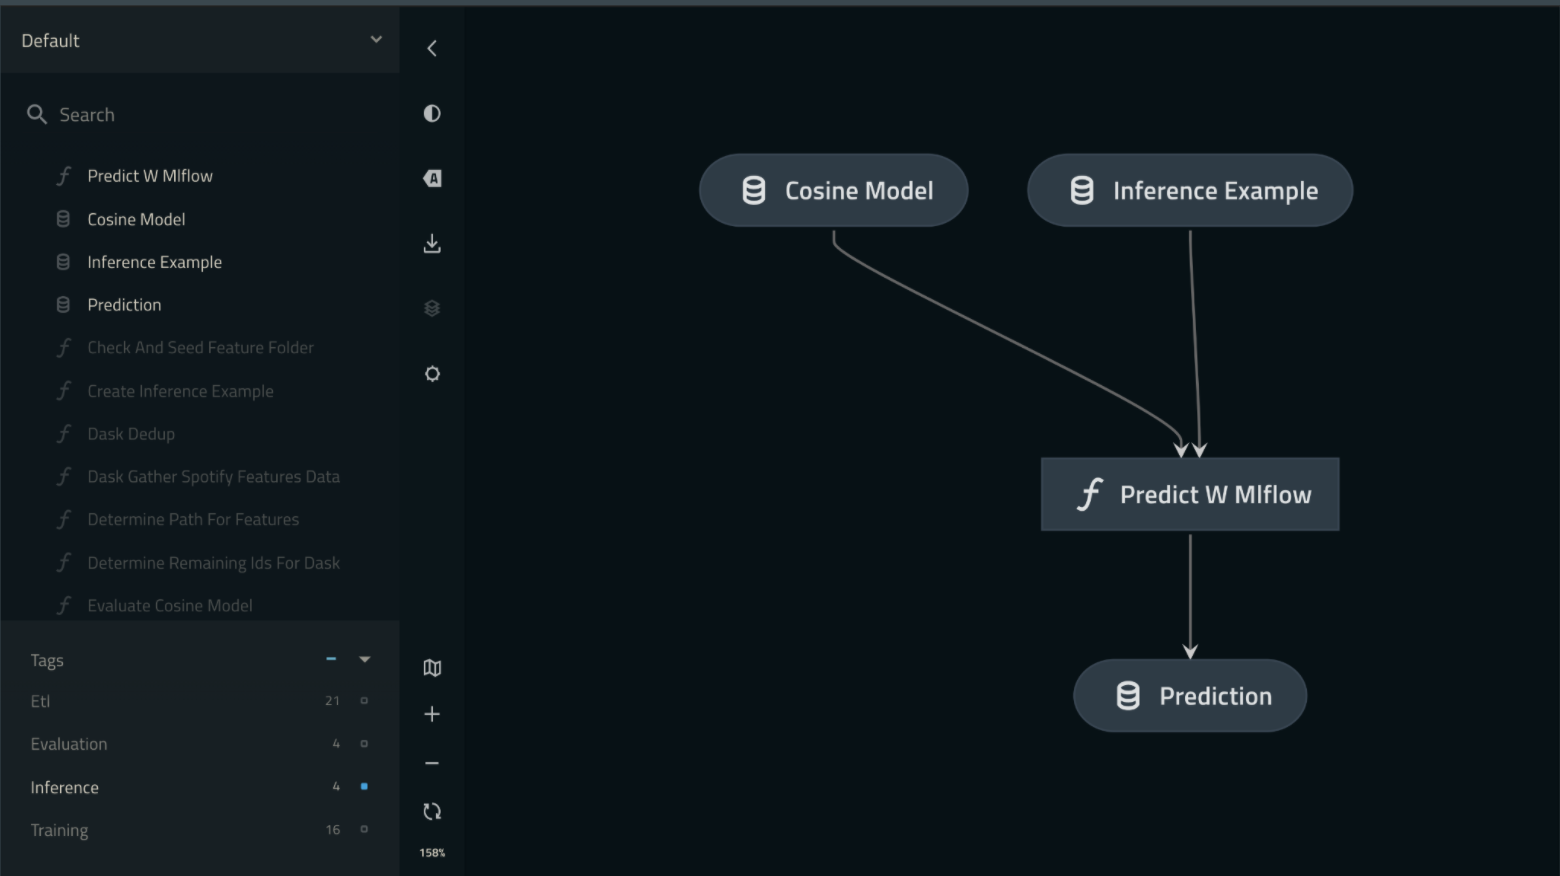 Default
Search
Predict W Mlflow
Cosine Model
Inference Example
Prediction
Check And Seed Feature Folder
Create Inference Example
Dask Dedup
Dask Gather Spotify Features Data
Determine Path For Features
Determine Remaining Ids For Dask
Evaluate Cosine Model
Tags
Etl 21
Evaluation 4
Inference 4
Training 16
A
158%
Cosine Model
Inference Example
Predict W Mlflow
Prediction